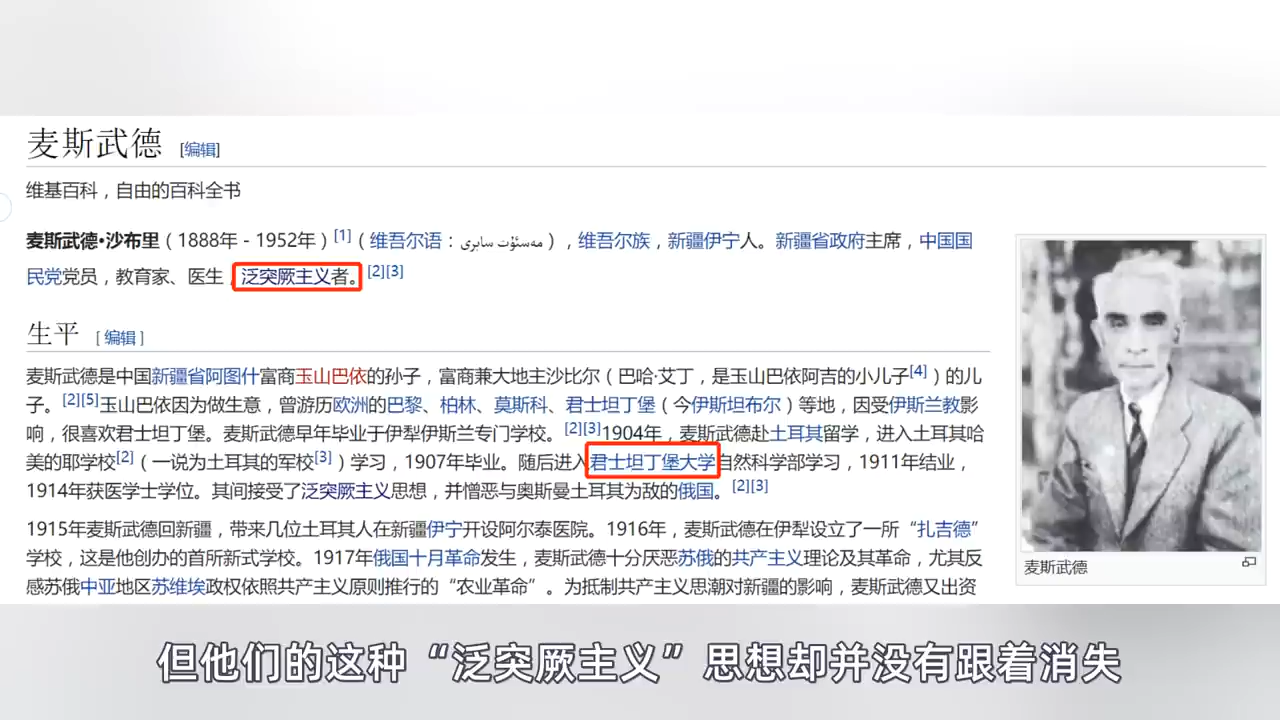 麦斯武德 [编辑]
维基百科，自由的百科全书
麦斯武德·沙布里（1888年 - 1952年）[1]（维吾尔语：مەسئۇت سابىرى），维吾尔族，新疆伊宁人。新疆省政府主席，中国国
民党党员，教育家、医生，泛突厥主义者。[2][3]
生平 [编辑]
麦斯武德是中国新疆省阿图什富商玉山巴依的孙子，富商兼大地主沙比尔（巴哈·艾丁，是玉山巴依阿吉的小儿子[4]）的儿
子。[2][5]玉山巴依因为做生意，曾游历欧洲的巴黎、柏林、莫斯科、君士坦丁堡（今伊斯坦布尔）等地，因受伊斯兰教影
响，很喜欢君士坦丁堡。麦斯武德早年毕业于伊犁伊斯兰专门学校。[2][3]1904年，麦斯武德赴土耳其留学，进入土耳其哈
美的耶学校[2]（一说为土耳其的军校[3]）学习，1907年毕业。随后进入君士坦丁堡大学自然科学部学习，1911年结业，
1914年获医学士学位。其间接受了泛突厥主义思想，并憎恶与奥斯曼土耳其为敌的俄国。[2][3]
1915年麦斯武德回新疆，带来几位土耳其人在新疆伊宁开设阿尔泰医院。1916年，麦斯武德在伊犁设立了一所“扎吉德”
学校，这是他创办的首所新式学校。1917年俄国十月革命发生，麦斯武德十分厌恶苏俄的共产主义理论及其革命，尤其反
感苏俄中亚地区苏维埃政权依照共产主义原则推行的“农业革命”。为抵制共产主义思潮对新疆的影响，麦斯武德又出资
麦斯武德
但他们的这种“泛突厥主义”思想却并没有跟着消失